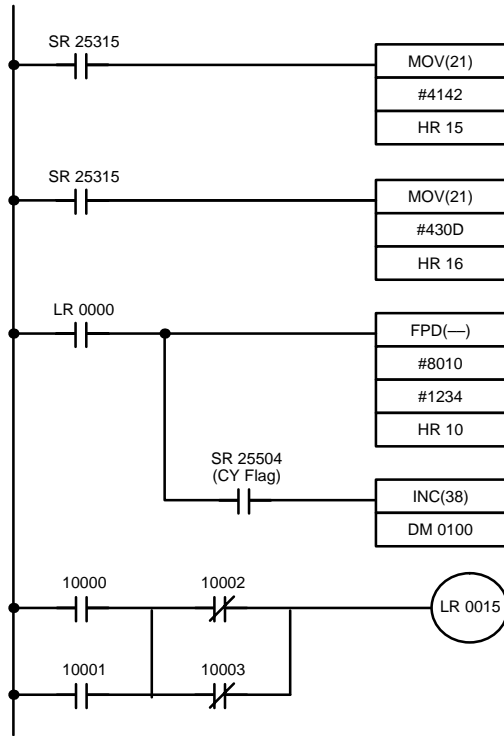 SR 25315
MOV(21)
#4142
HR 15
SR 25315
MOV(21)
#430D
HR 16
LR 0000
FPD(––)
#8010
#1234
HR 10
SR 25504
(CY Flag)
INC(38)
DM 0100
10000
10002
LR 0015
10001
10003